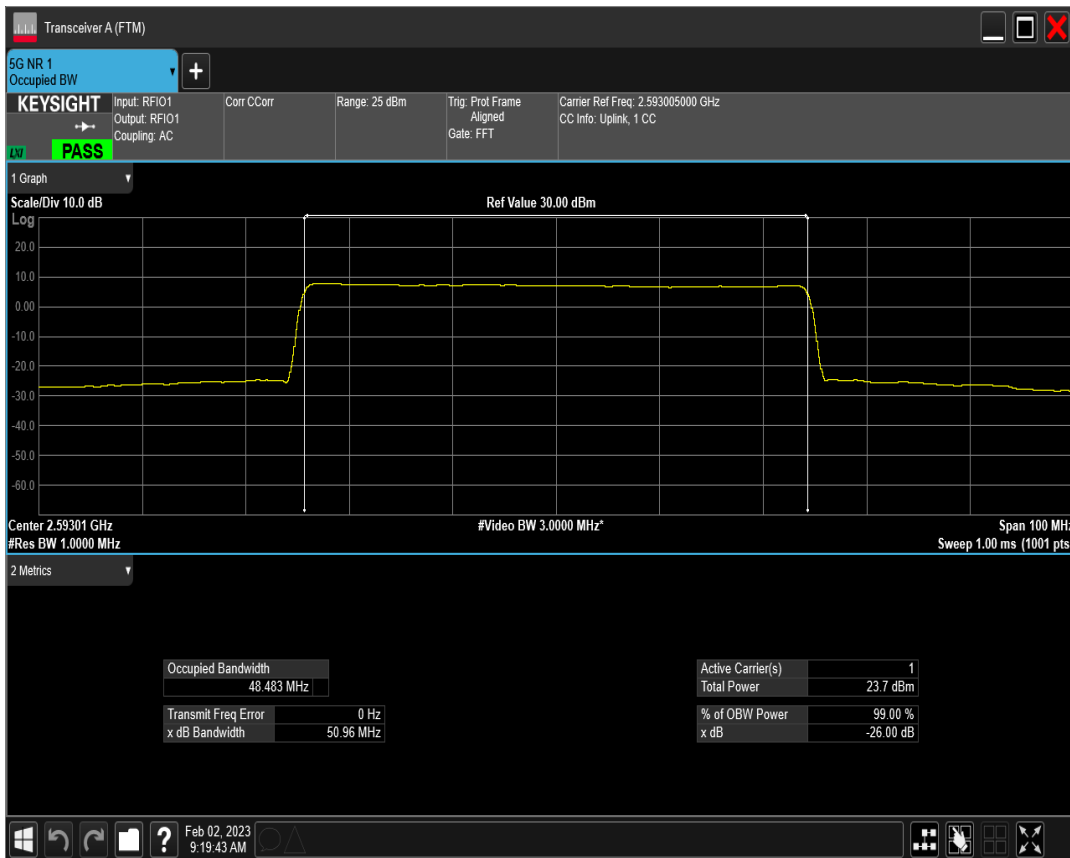 Transceiver A (FTM)
5G NR 1
Occupied BW
+
KEYSIGHT
LXI
PASS
Input: RFIO1
Output: RFIO1
Coupling: AC
Corr CCorr
Range: 25 dBm
Trig: Prot Frame
Aligned
Gate: FFT
Carrier Ref Freq: 2.593005000 GHz
CC Info: Uplink, 1 CC
1 Graph
Scale/Div 10.0 dB
Ref Value 30.00 dBm
Log
20.0
10.0
0.00
-10.0
-20.0
-30.0
-40.0
-50.0
-60.0
Center 2.59301 GHz
#Video BW 3.0000 MHz*
Span 100 MHz
#Res BW 1.0000 MHz
Sweep 1.00 ms (1001 pts
2 Metrics
Occupied Bandwidth
48.483 MHz
Transmit Freq Error 0 Hz
x dB Bandwidth 50.96 MHz
Active Carrier(s) 1
Total Power 23.7 dBm
% of OBW Power 99.00 %
x dB -26.00 dB
?
Feb 02, 2023
9:19:43 AM